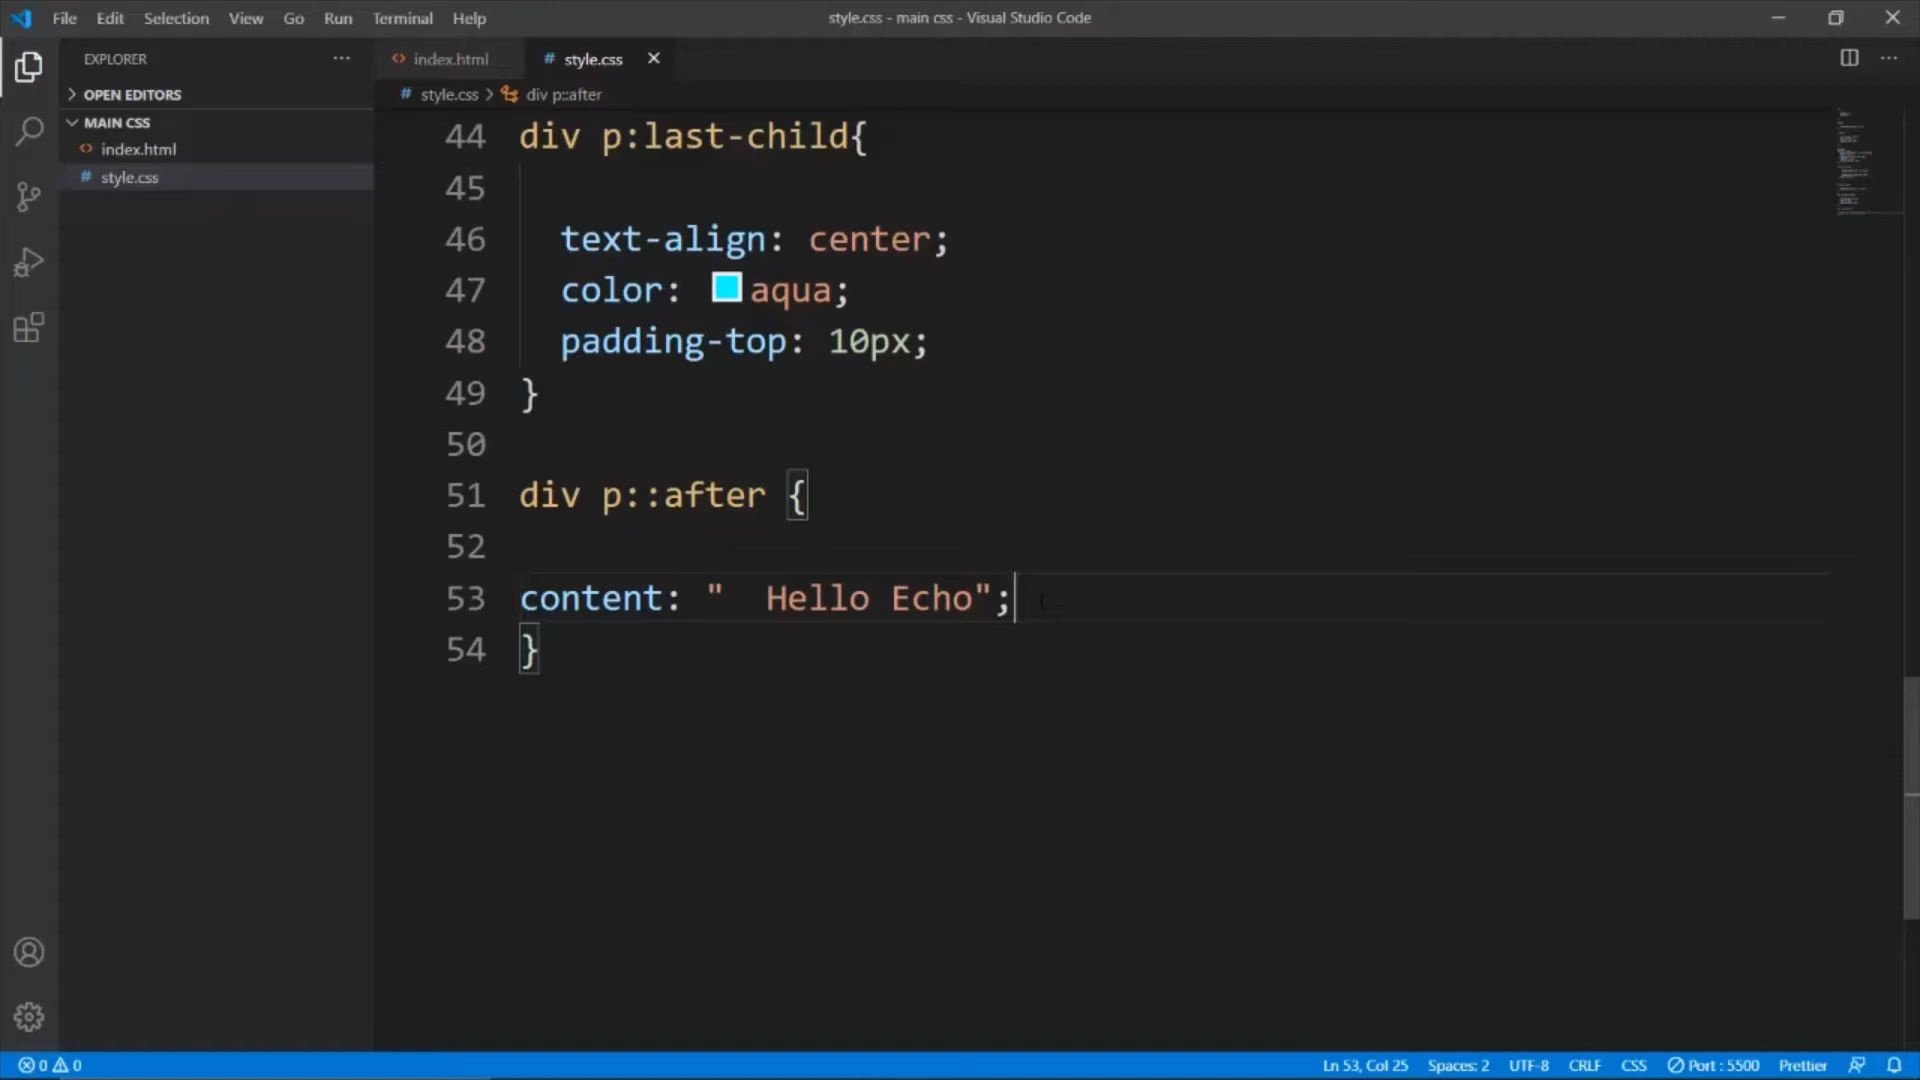 File Edit Selection View Go Run Terminal Help
style.css - main css - Visual Studio Code
EXPLORER
OPEN EDITORS
MAIN CSS
index.html
# style.css
index.html
# style.css
# style.css > div p::after
44 div p:last-child{
45
46 text-align: center;
47 color: aqua;
48 padding-top: 10px;
49 }
50
51 div p::after {
52
53 content: "  Hello Echo";
54 }
0 0
Ln 53, Col 25 Spaces: 2 UTF-8 CRLF CSS Port : 5500 Prettier